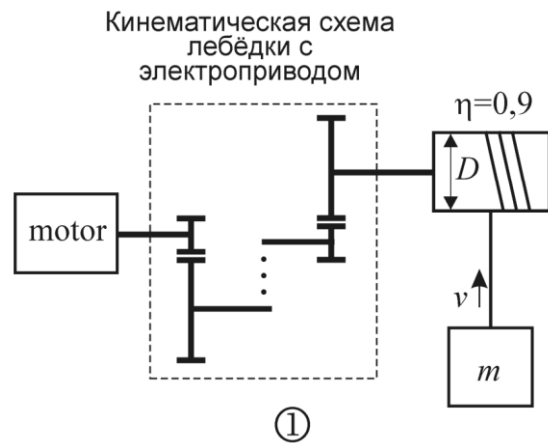 Кинематическая схема
лебёдки с
электроприводом
η=0,9
D
motor
v
m
①